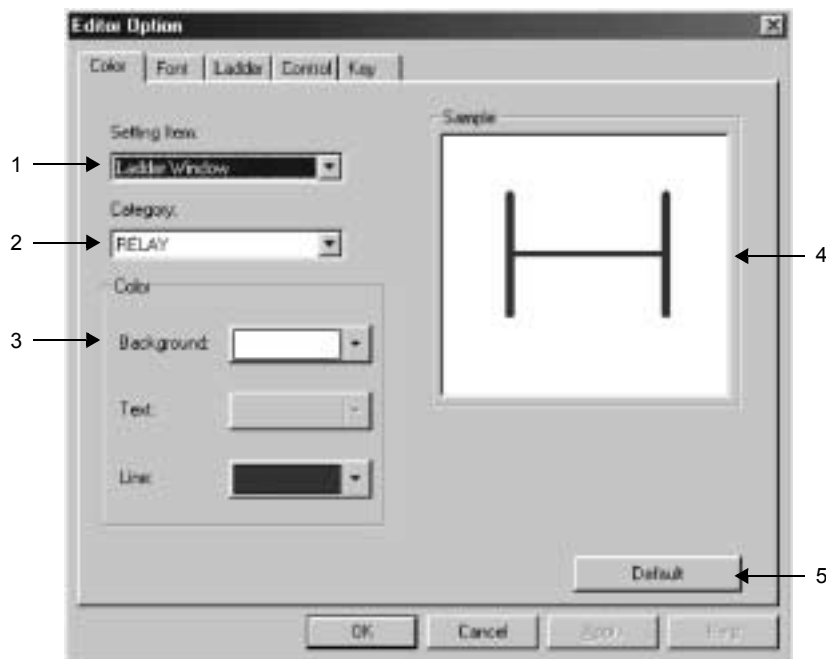 Editor Option
Color Font Ladder Control Key
Setting Item:
1
Ladder Window
Category:
2
RELAY
Color
3
Background:
Text:
Line:
Sample
4
Default
5
OK Cancel Apply Help